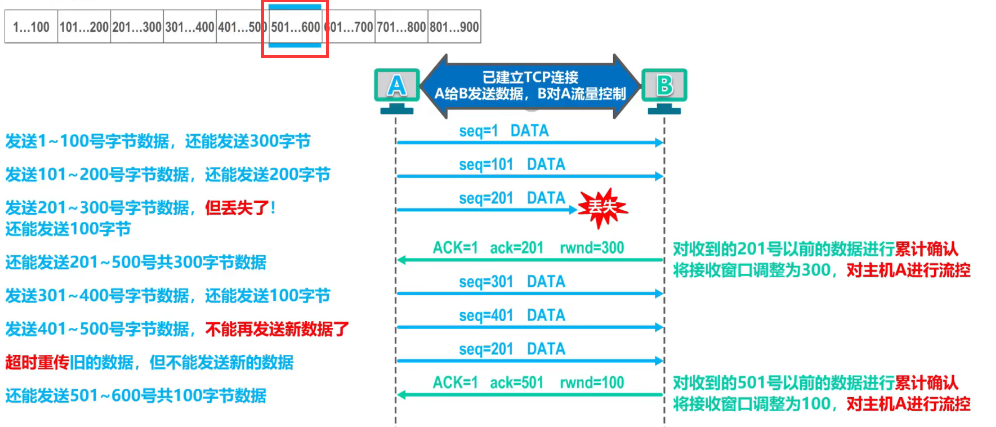 1…100 101…200 201…300 301…400 401…500 501…600 601…700 701…800 801…900
A
已建立TCP连接
A给B发送数据，B对A流量控制
B
发送1~100号字节数据，还能发送300字节
seq=1 DATA
发送101~200号字节数据，还能发送200字节
seq=101 DATA
发送201~300号字节数据，但丢失了！
还能发送100字节
seq=201 DATA
丢失
还能发送201~500号共300字节数据
ACK=1 ack=201 rwnd=300
对收到的201号以前的数据进行累计确认
将接收窗口调整为300，对主机A进行流控
发送301~400号字节数据，还能发送100字节
seq=301 DATA
发送401~500号字节数据，不能再发送新数据了
seq=401 DATA
超时重传旧的数据，但不能发送新的数据
seq=201 DATA
还能发送501~600号共100字节数据
ACK=1 ack=501 rwnd=100
对收到的501号以前的数据进行累计确认
将接收窗口调整为100，对主机A进行流控